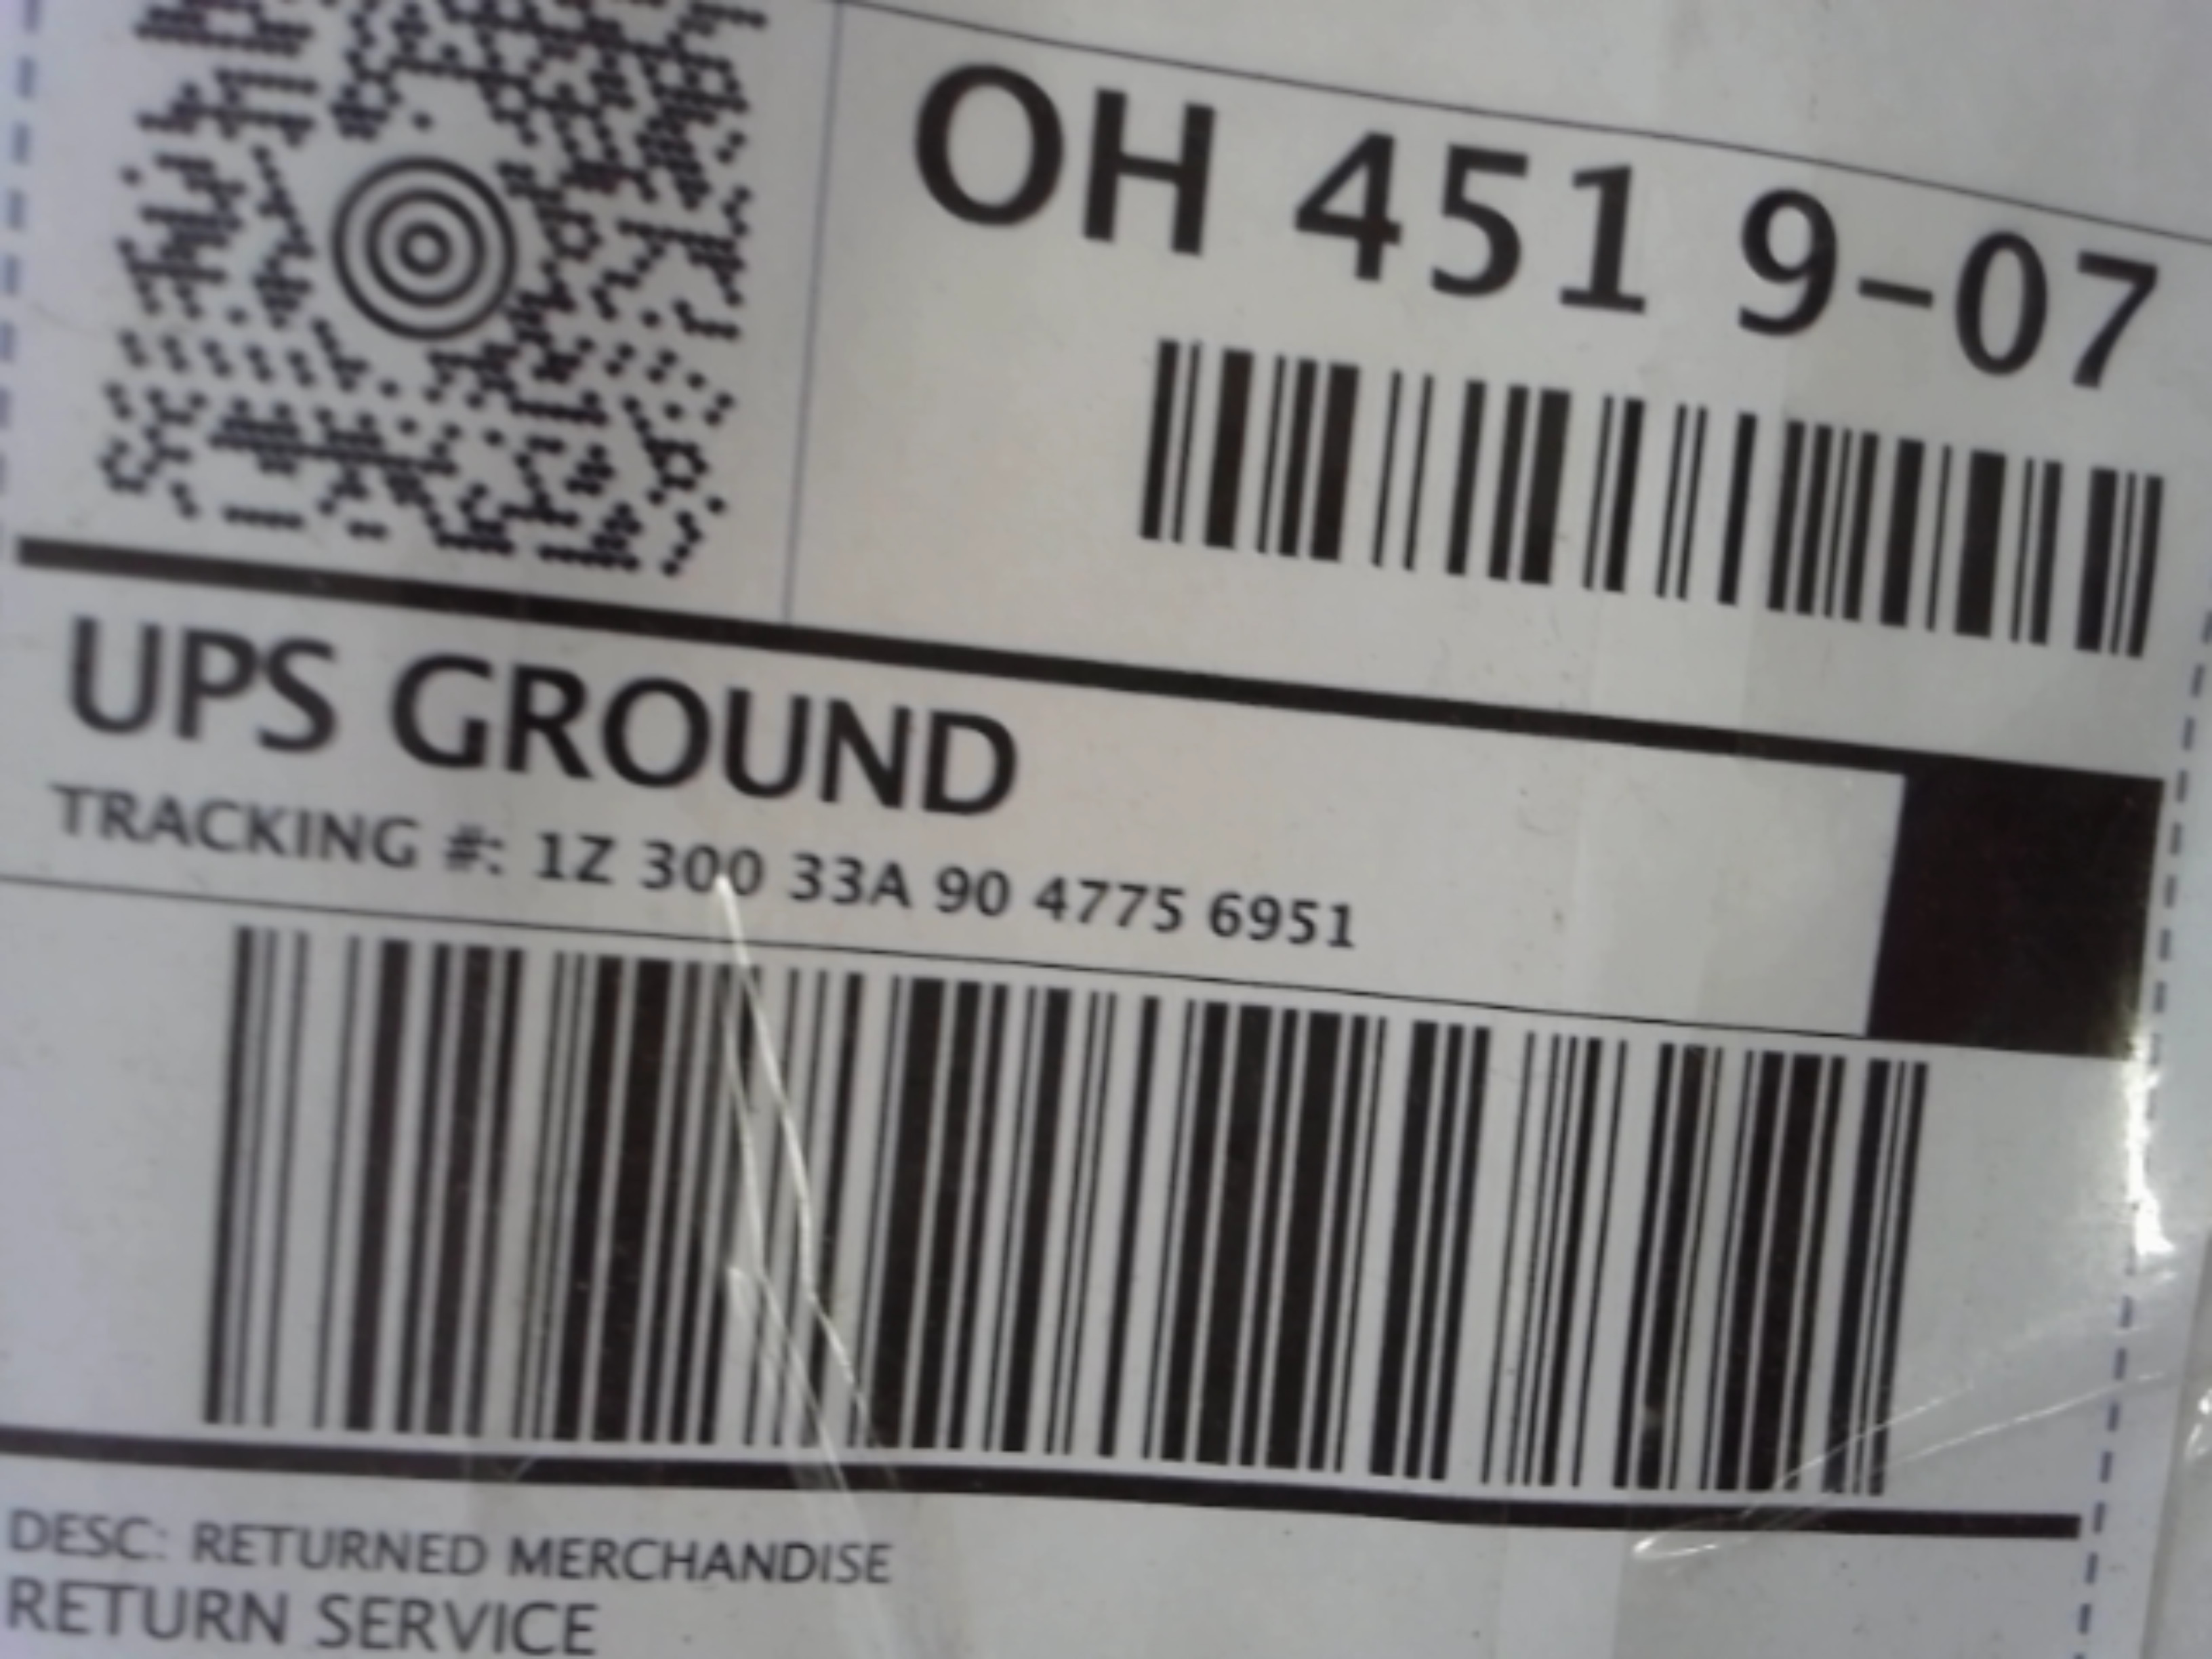 OH 451 9-07
UPS GROUND
TRACKING #: 1Z 300 33A 90 4775 6951
DESC: RETURNED MERCHANDISE
RETURN SERVICE